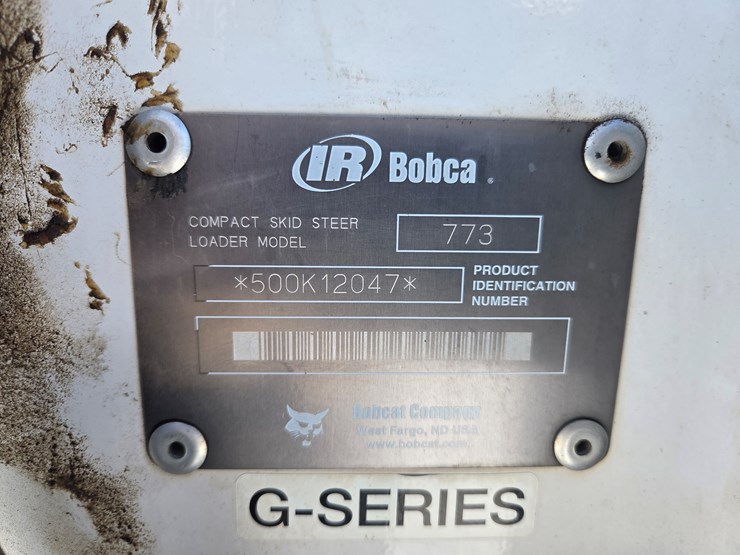 IR Bobca
COMPACT SKID STEER
LOADER MODEL
773
*500K12047*
PRODUCT
IDENTIFICATION
NUMBER
Bobcat Company
West Fargo, ND USA
www.bobcat.com
G-SERIES